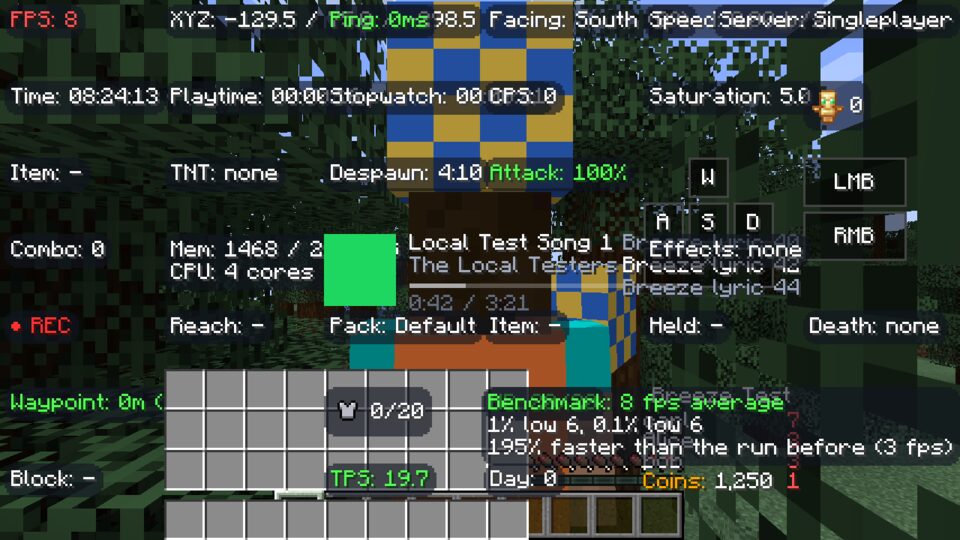 FPS: 8
XYZ: -129.5 /
Ping: 0ms
98.5
Facing: South
Speed
Server: Singleplayer
Time: 08:24:13
Playtime: 00:00
Stopwatch: 00:
CPS: 0
Saturation: 5.0
0
Item: -
TNT: none
Despawn: 4:10
Attack: 100%
W
LMB
A S D
RMB
Combo: 0
Mem: 1468 / 2
CPU: 4 cores
Local Test Song 1
The Local Testers
0:42 / 3:21
Effects: none
Breeze lyric 42
Breeze lyric 44
REC
Reach: -
Pack: Default
Item: -
Held: -
Death: none
Waypoint: 0m (
0/20
Breeze Test
Benchmark: 8 fps average
1% low 6, 0.1% low 6
7
195% faster than the run before (3 fps)
Block: -
TPS: 19.7
Day: 0
Coins: 1,250
1